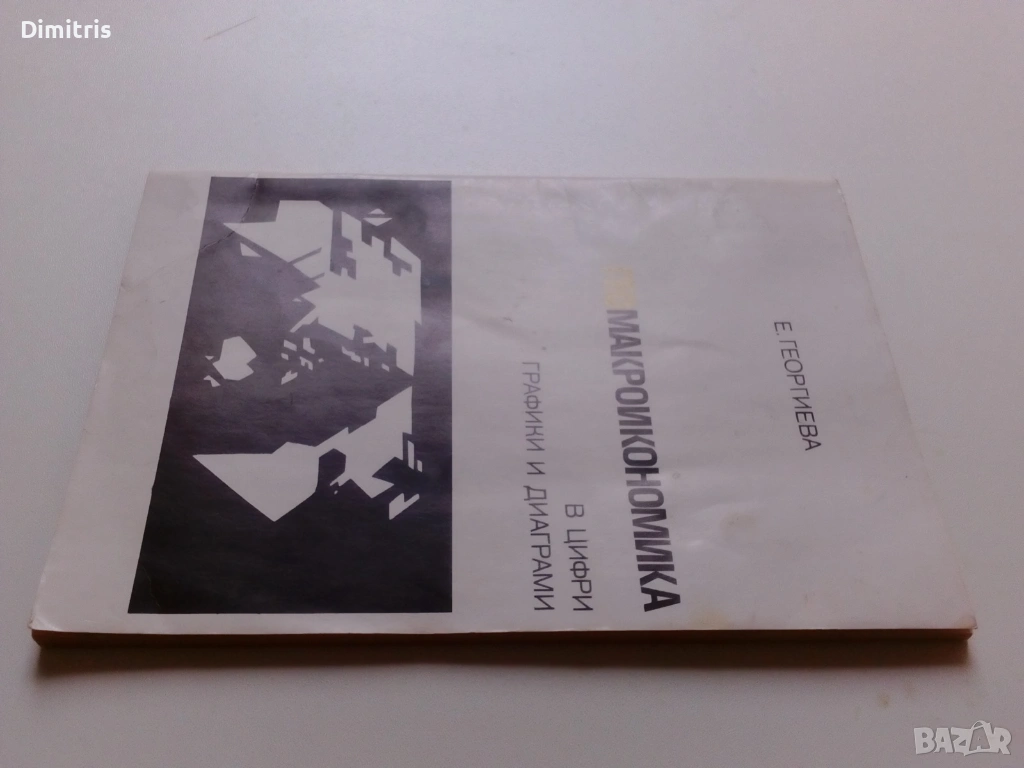 Dimitris
Е. ГЕОРГИЕВА
МАКРОИКОНОМИКА
В ЦИФРИ
ГРАФИКИ И ДИАГРАМИ
BAZAR